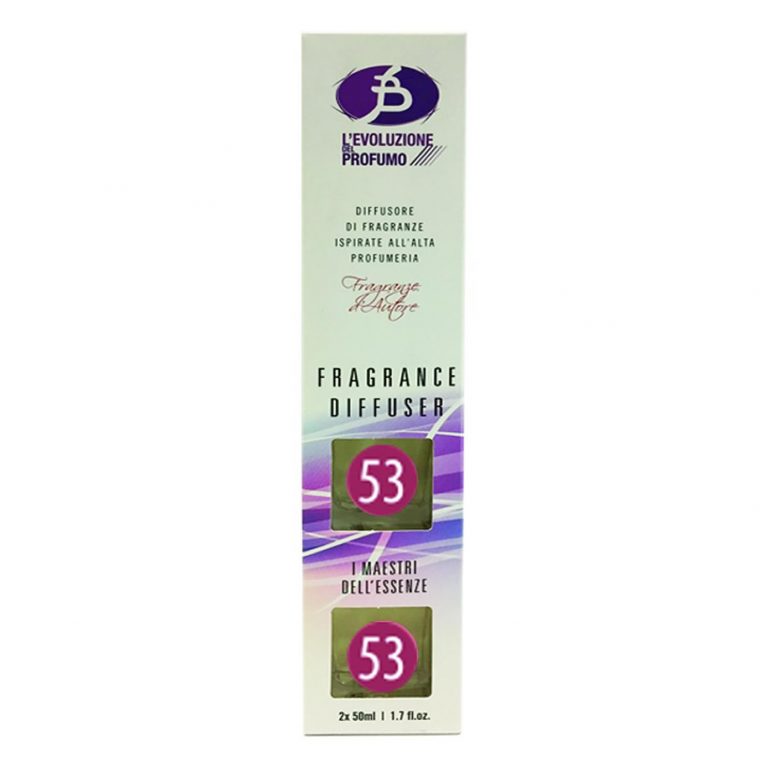 L'EVOLUZIONE
DEL
PROFUMO
DIFFUSORE
DI FRAGRANZE
ISPIRATE ALL'ALTA
PROFUMERIA
Fragranze
d'Autore
FRAGRANCE
DIFFUSER
53
I MAESTRI
DELL'ESSENZE
53
2x 50ml | 1.7 fl.oz.